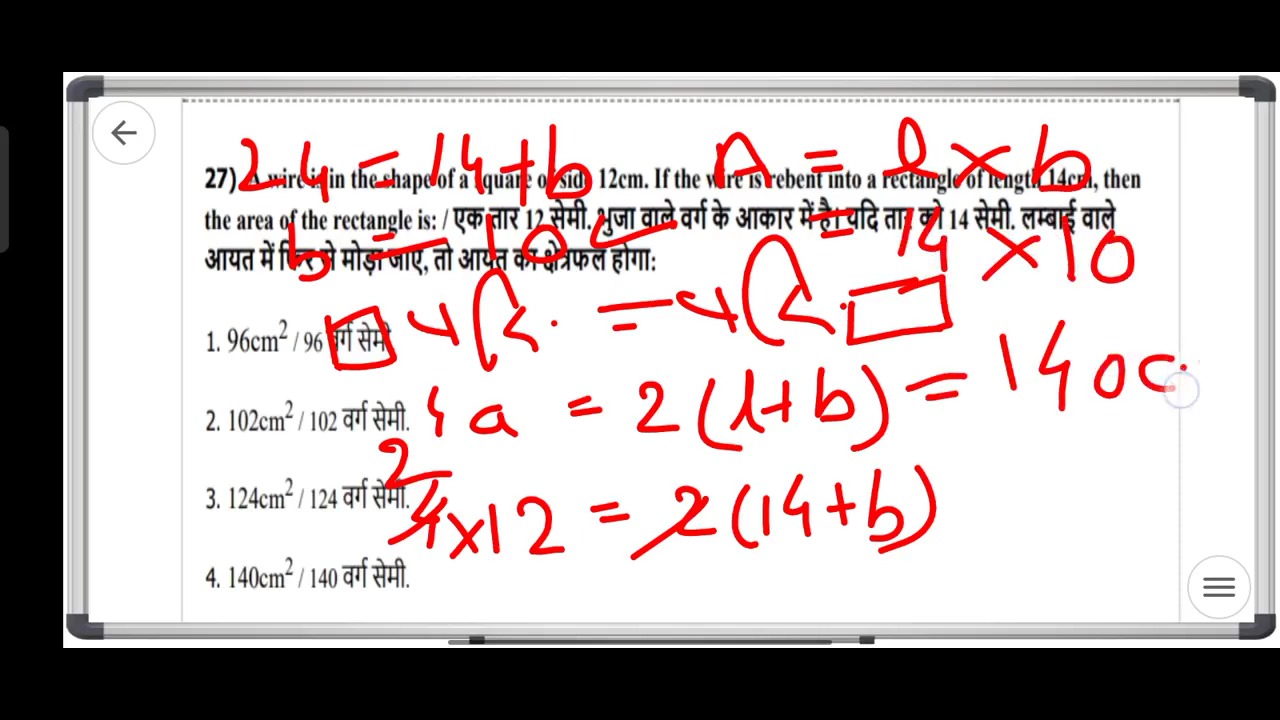 24 = 14 + b
A = l × b
27) A wire is in the shape of a square of side 12cm. If the wire is rebent into a rectangle of length 14cm, then
the area of the rectangle is: / एक तार 12 सेमी. भुजा वाले वर्ग के आकार में है। यदि तार को 14 सेमी. लम्बाई वाले
b = 10
= 14 × 10
आयत में फिर से मोड़ा जाए, तो आयत का क्षेत्रफल होगा:
1. 96cm² / 96 वर्ग सेमी.
=
= 140
2. 102cm² / 102 वर्ग सेमी.
4a = 2(l+b)
3. 124cm² / 124 वर्ग सेमी.
2
4×12 = 2(14+b)
4. 140cm² / 140 वर्ग सेमी.